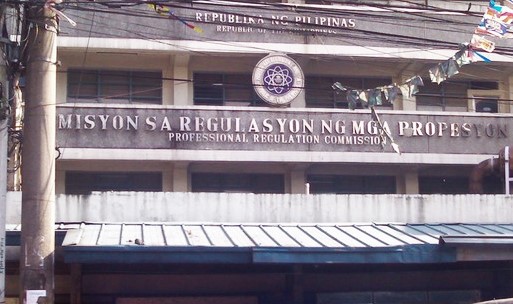 REPUBLIKA NG PILIPINAS
REPUBLIC OF THE PHILIPPINES
MISYON SA REGULASYON NG MGA PROPESYON
PROFESSIONAL REGULATION COMMISSION